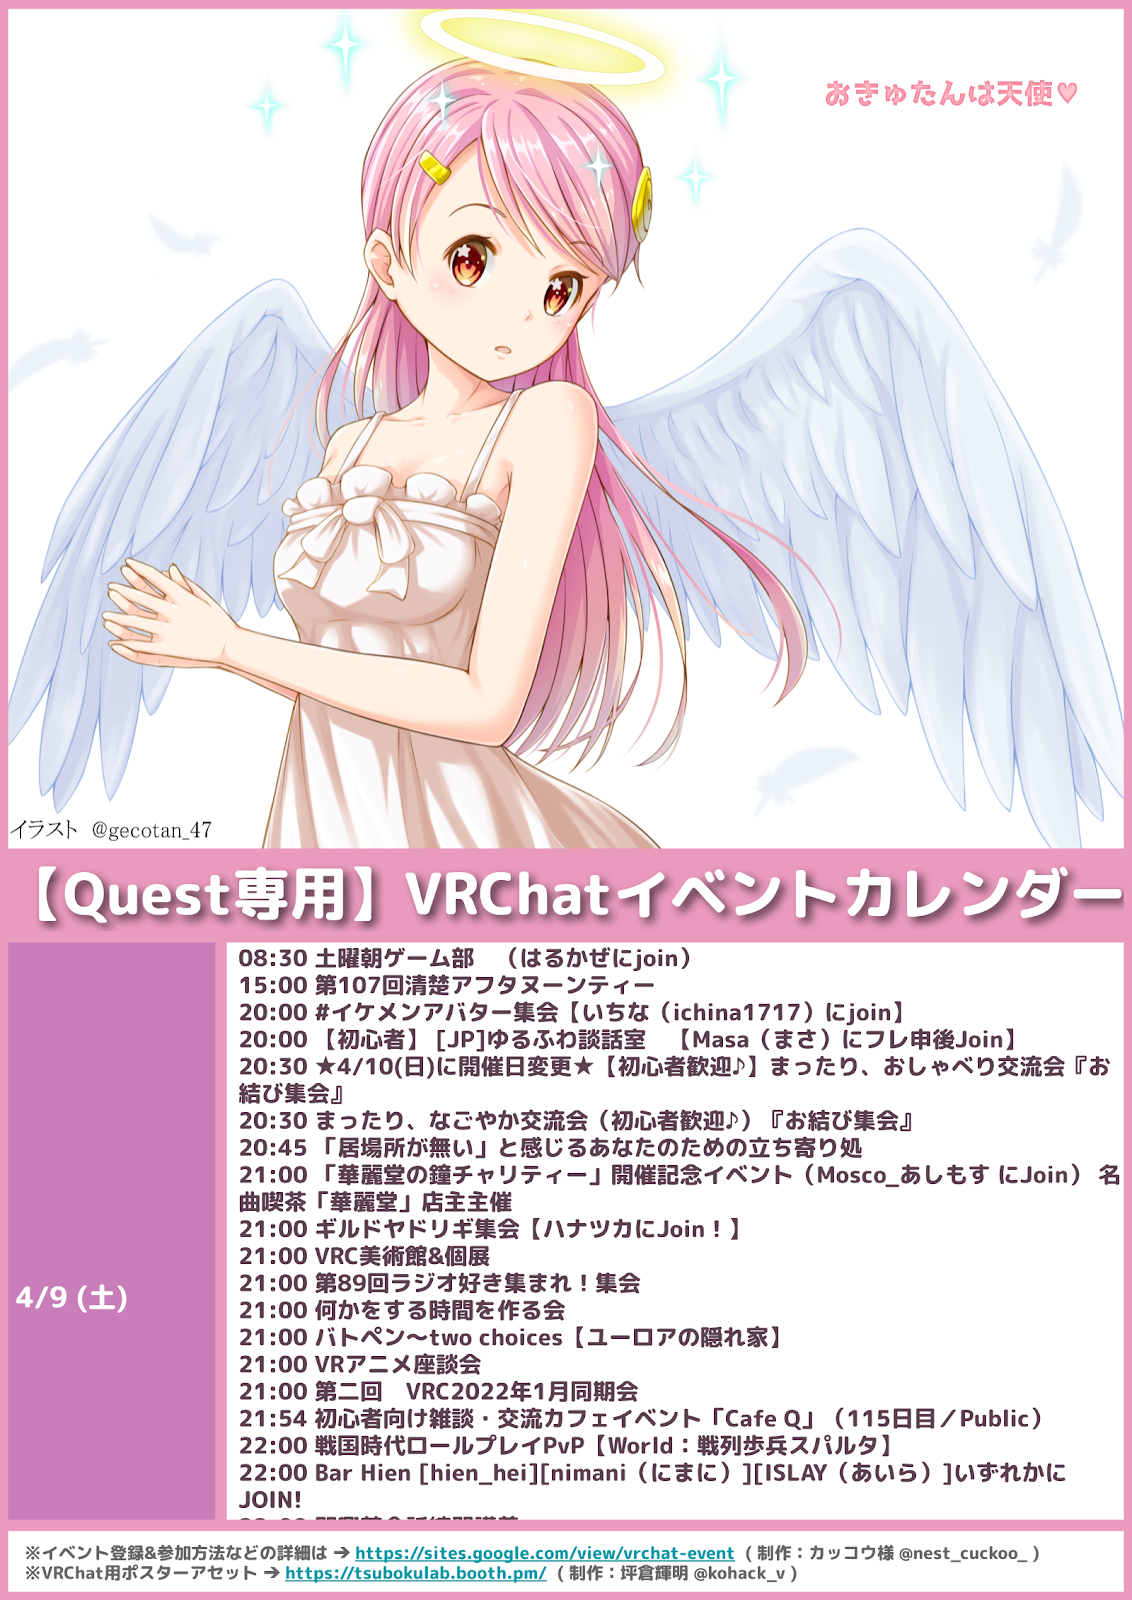 おきゅたんは天使♥
イラスト @gecotan_47
【Quest専用】VRChatイベントカレンダー
4/9 (土)
08:30 土曜朝ゲーム部　（はるかぜにjoin）
15:00 第107回清楚アフタヌーンティー
20:00 #イケメンアバター集会【いちな（ichina1717）にjoin】
20:00 【初心者】 [JP]ゆるふわ談話室　【Masa（まさ）にフレ申後Join】
20:30 ★4/10(日)に開催日変更★【初心者歓迎♪】まったり、おしゃべり交流会『お
結び集会』
20:30 まったり、なごやか交流会（初心者歓迎♪）『お結び集会』
20:45 「居場所が無い」と感じるあなたのための立ち寄り処
21:00 「華麗堂の鐘チャリティー」開催記念イベント（Mosco_あしもす にJoin） 名
曲喫茶「華麗堂」店主主催
21:00 ギルドヤドリギ集会【ハナツカにJoin！】
21:00 VRC美術館&個展
21:00 第89回ラジオ好き集まれ！集会
21:00 何かをする時間を作る会
21:00 バトペン〜two choices【ユーロアの隠れ家】
21:00 VRアニメ座談会
21:00 第二回　VRC2022年1月同期会
21:54 初心者向け雑談・交流カフェイベント「Cafe Q」（115日目／Public）
22:00 戦国時代ロールプレイPvP【World：戦列歩兵スパルタ】
22:00 Bar Hien [hien_hei][nimani（にまに）][ISLAY（あいら）]いずれかに
JOIN!
※イベント登録&参加方法などの詳細は ➔ https://sites.google.com/view/vrchat-event （ 制作：カッコウ様 @nest_cuckoo_ ）
※VRChat用ポスターアセット ➔ https://tsubokulab.booth.pm/ （ 制作：坪倉輝明 @kohack_v ）